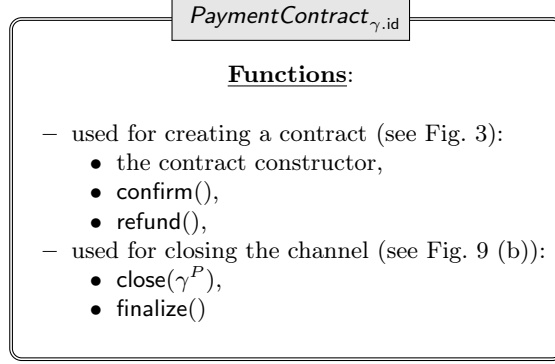 PaymentContract_γ.id
Functions:
– used for creating a contract (see Fig. 3):
• the contract constructor,
• confirm(),
• refund(),
– used for closing the channel (see Fig. 9 (b)):
• close(γ^P),
• finalize()